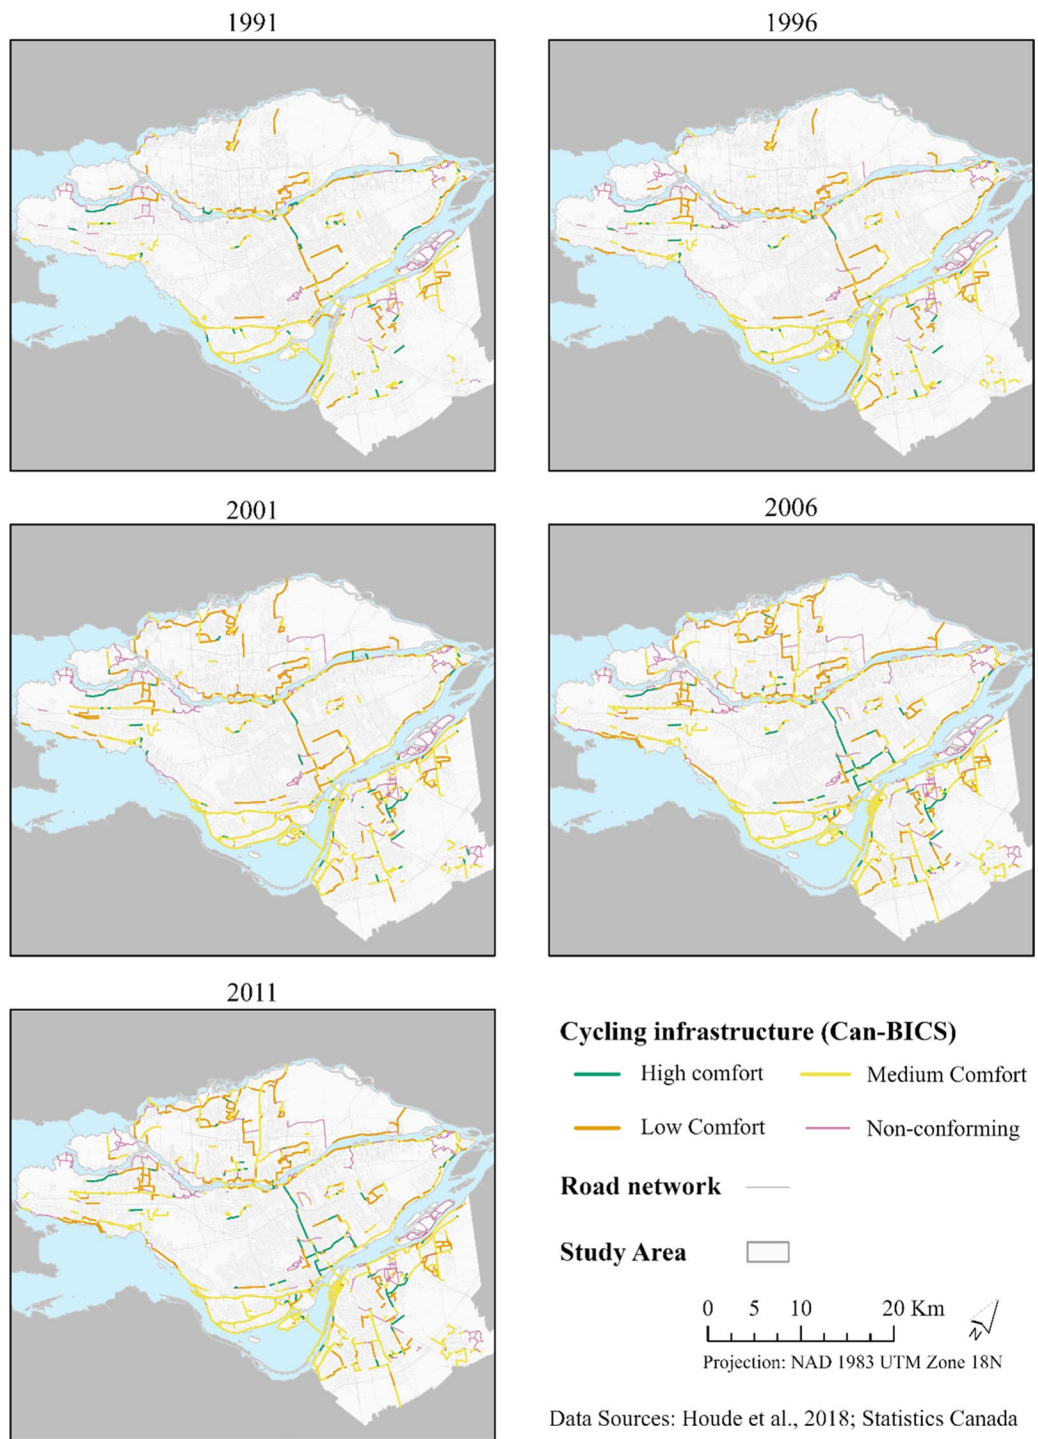 1991
1996
2001
2006
2011
Cycling infrastructure (Can-BICS)
High comfort
Medium Comfort
Low Comfort
Non-conforming
Road network
Study Area
0 5 10 20 Km
N
Projection: NAD 1983 UTM Zone 18N
Data Sources: Houde et al., 2018; Statistics Canada